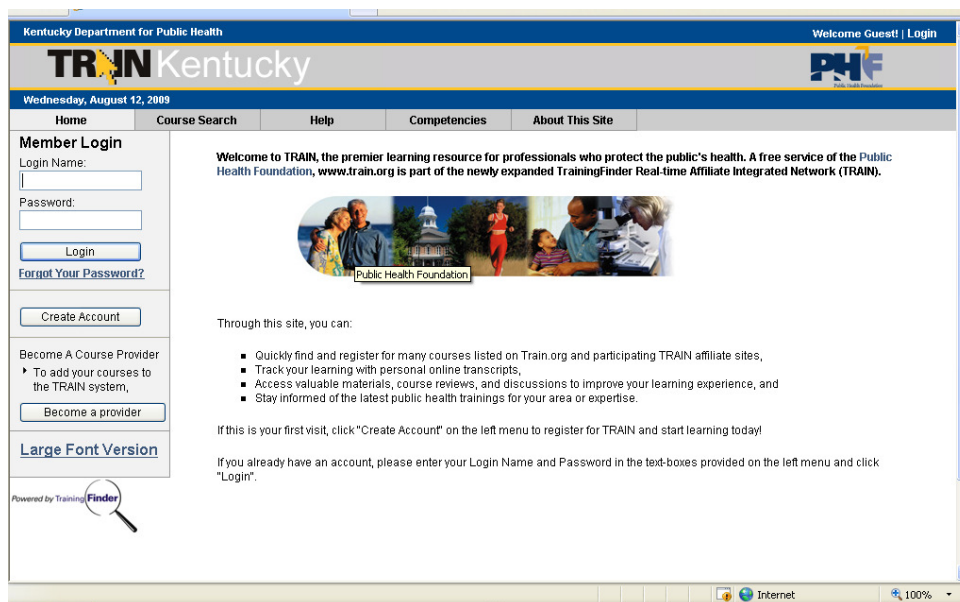 Kentucky Department for Public Health
Welcome Guest! | Login
TRAIN Kentucky
PHF
Public Health Foundation
Wednesday, August 12, 2009
Home Course Search Help Competencies About This Site
Member Login
Login Name:
Password:
Login
Forgot Your Password?
Create Account
Become A Course Provider
To add your courses to
the TRAIN system,
Become a provider
Large Font Version
Powered by Training Finder
Welcome to TRAIN, the premier learning resource for professionals who protect the public's health. A free service of the Public
Health Foundation, www.train.org is part of the newly expanded TrainingFinder Real-time Affiliate Integrated Network (TRAIN).
Public Health Foundation
Through this site, you can:
Quickly find and register for many courses listed on Train.org and participating TRAIN affiliate sites,
Track your learning with personal online transcripts,
Access valuable materials, course reviews, and discussions to improve your learning experience, and
Stay informed of the latest public health trainings for your area or expertise.
If this is your first visit, click "Create Account" on the left menu to register for TRAIN and start learning today!
If you already have an account, please enter your Login Name and Password in the text-boxes provided on the left menu and click
"Login".
Internet
100%